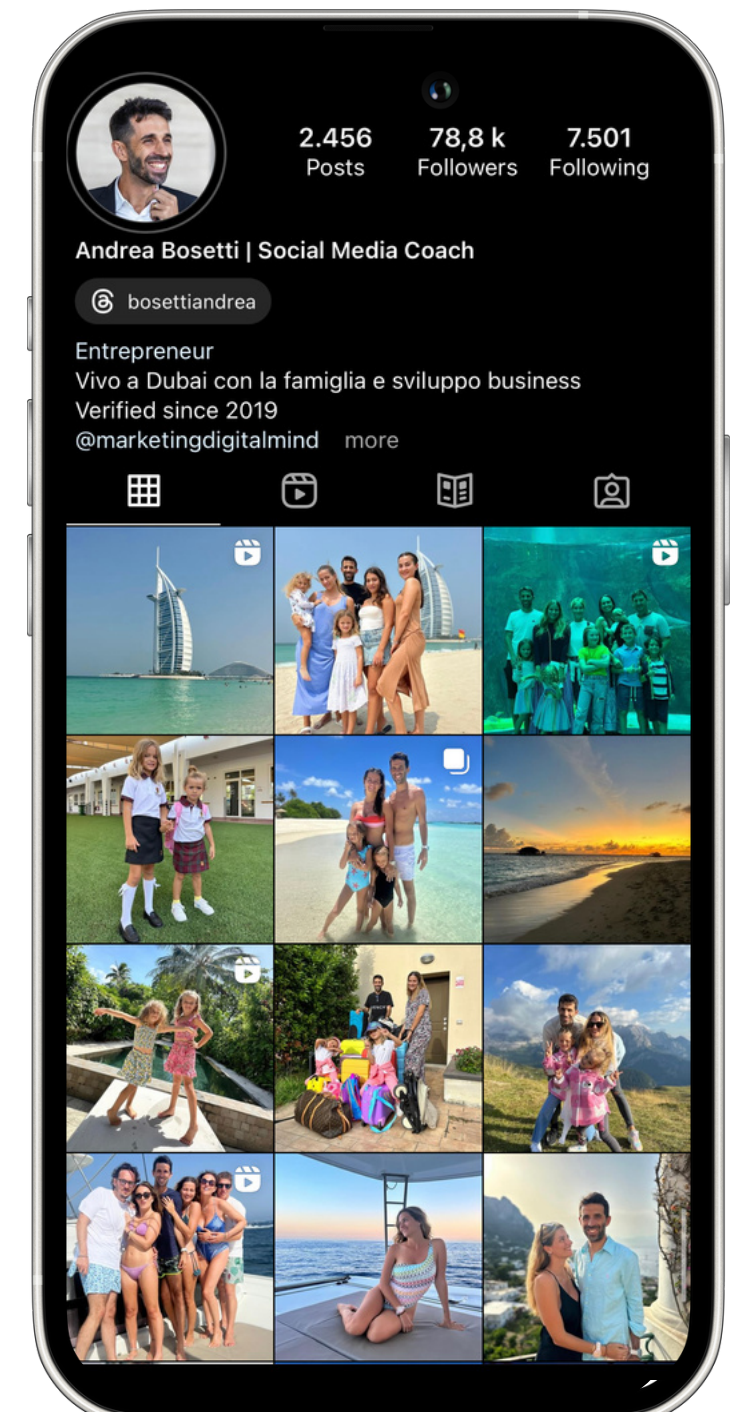 2.456 78,8 k 7.501
Posts Followers Following
Andrea Bosetti | Social Media Coach
bosettiandrea
Entrepreneur
Vivo a Dubai con la famiglia e sviluppo business
Verified since 2019
@marketingdigitalmind more